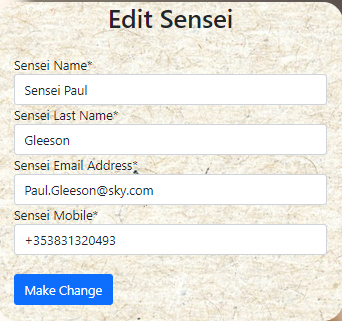 Edit Sensei
Sensei Name*
Sensei Paul
Sensei Last Name*
Gleeson
Sensei Email Address*
Paul.Gleeson@sky.com
Sensei Mobile*
+353831320493
Make Change